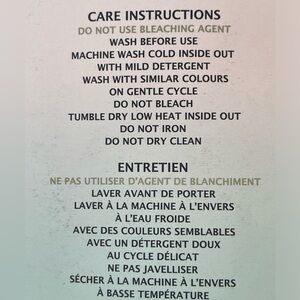 CARE INSTRUCTIONS
DO NOT USE BLEACHING AGENT
WASH BEFORE USE
MACHINE WASH COLD INSIDE OUT
WITH MILD DETERGENT
WASH WITH SIMILAR COLOURS
ON GENTLE CYCLE
DO NOT BLEACH
TUMBLE DRY LOW HEAT INSIDE OUT
DO NOT IRON
DO NOT DRY CLEAN
ENTRETIEN
NE PAS UTILISER D'AGENT DE BLANCHIMENT
LAVER AVANT DE PORTER
LAVER À LA MACHINE À L'ENVERS
À L'EAU FROIDE
AVEC DES COULEURS SEMBLABLES
AVEC UN DÉTERGENT DOUX
AU CYCLE DÉLICAT
NE PAS JAVELLISER
SÉCHER À LA MACHINE À L'ENVERS
À BASSE TEMPÉRATURE